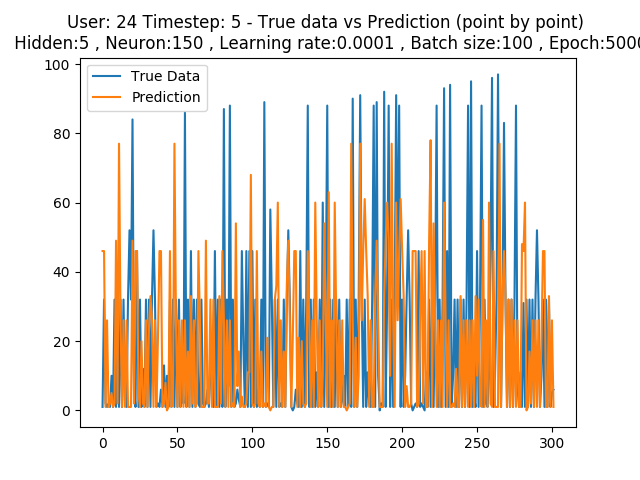 User: 24 Timestep: 5 - True data vs Prediction (point by point)
Hidden:5 , Neuron:150 , Learning rate:0.0001 , Batch size:100 , Epoch:5000
True Data
Prediction
100
80
60
40
20
0
0 50 100 150 200 250 300